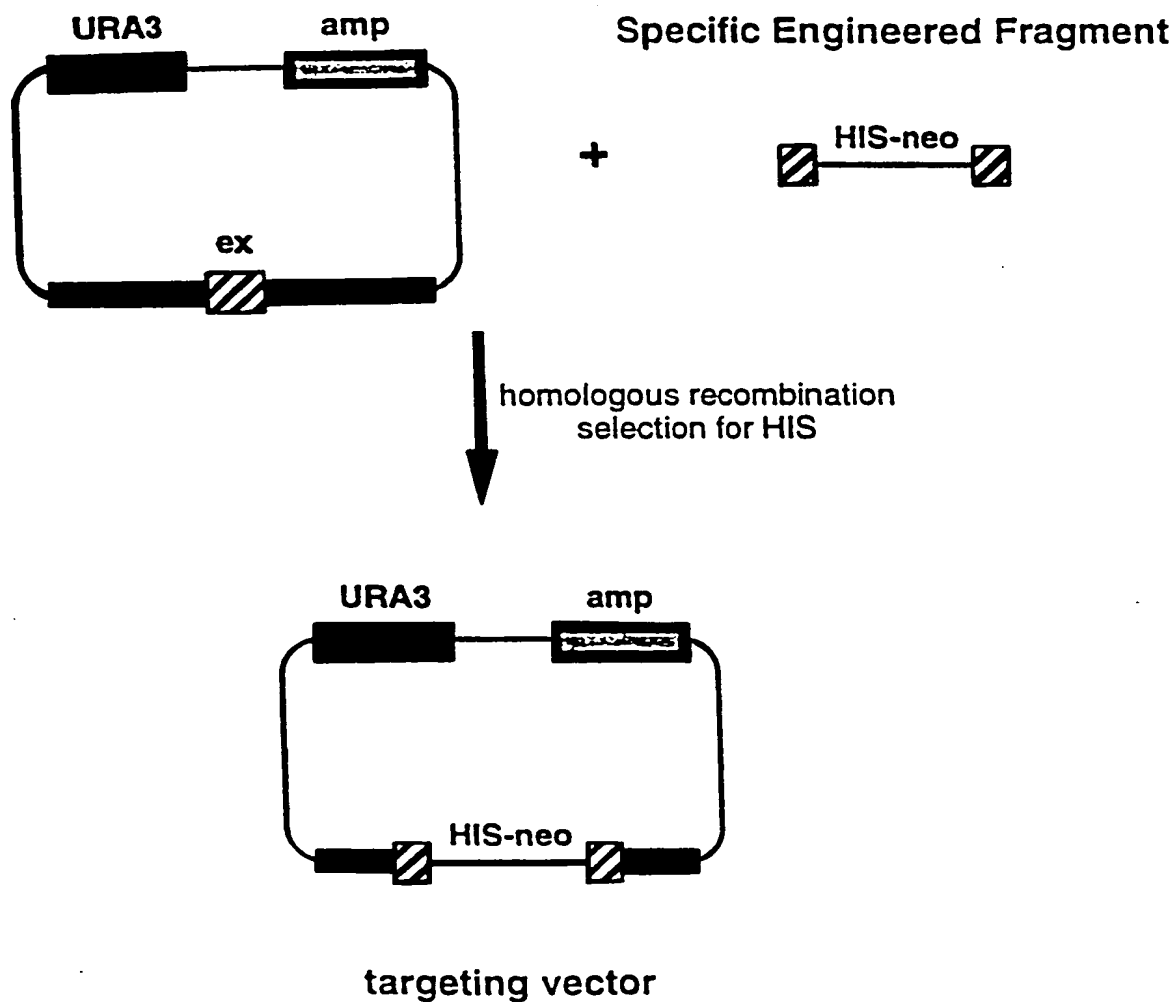 URA3 amp Specific Engineered Fragment
+ HIS-neo
ex
homologous recombination
selection for HIS
URA3 amp
HIS-neo
targeting vector